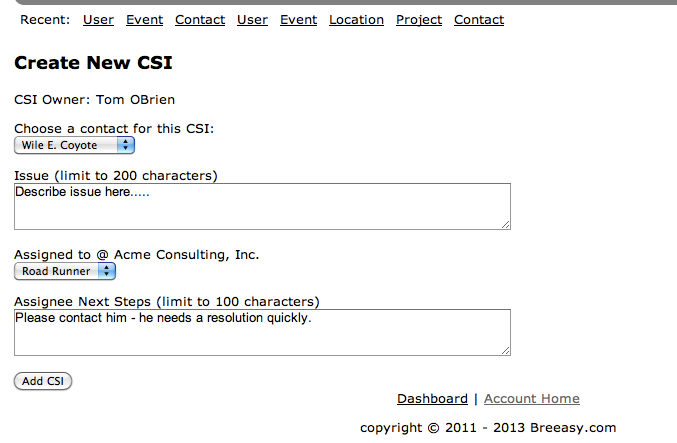 Recent: User Event Contact User Event Location Project Contact
Create New CSI
CSI Owner: Tom OBrien
Choose a contact for this CSI:
Wile E. Coyote
Issue (limit to 200 characters)
Describe issue here.....
Assigned to @ Acme Consulting, Inc.
Road Runner
Assignee Next Steps (limit to 100 characters)
Please contact him - he needs a resolution quickly.
Add CSI
Dashboard | Account Home
copyright © 2011 - 2013 Breeasy.com